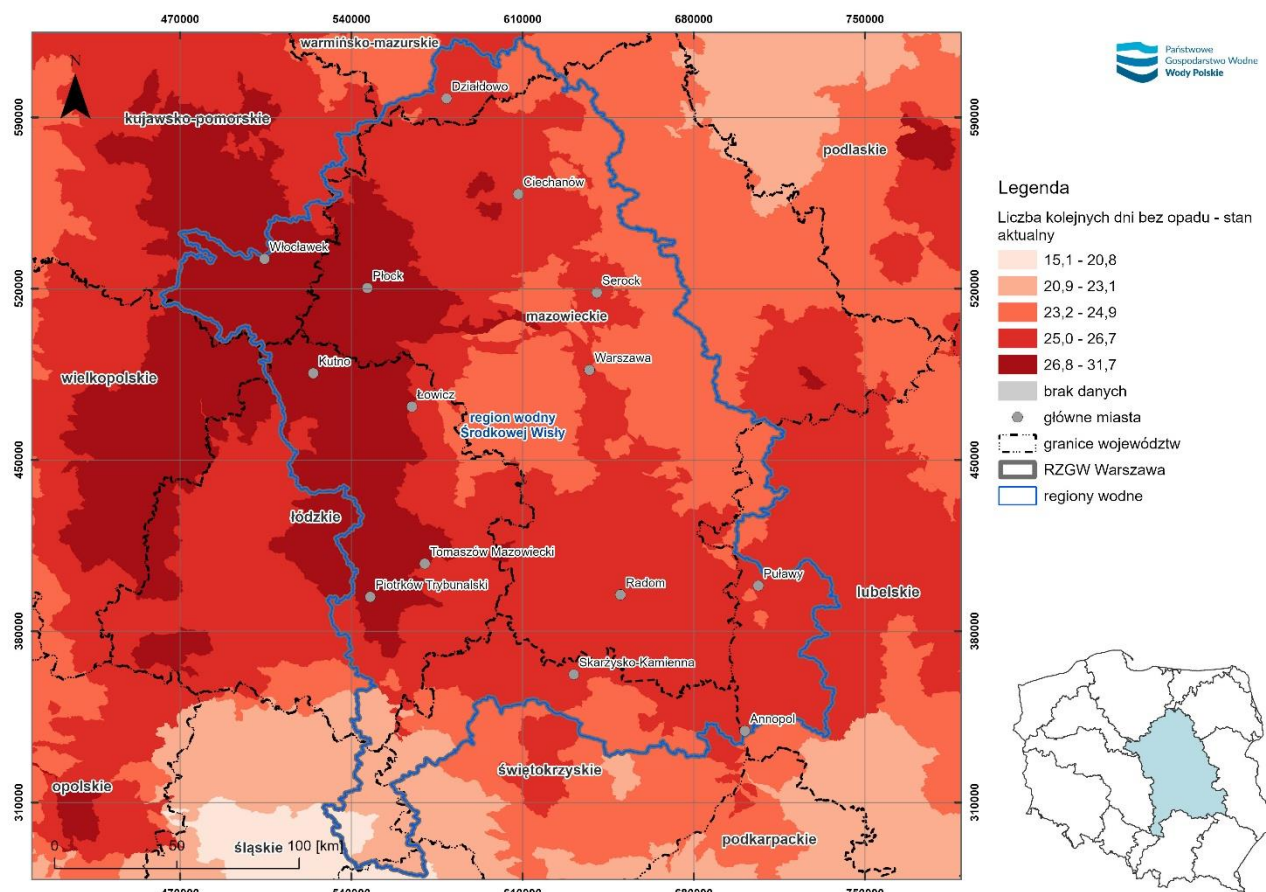 470000 540000 610000 680000 750000
warmińsko-mazurskie
N
Działdowo
590000 590000
kujawsko-pomorskie
podlaskie
Ciechanów
Włocławek
Płock
Serock
520000 520000
mazowieckie
Warszawa
Kutno
wielkopolskie
Łowicz
region wodny
Środkowej Wisły
450000 450000
łódzkie
Tomaszów Mazowiecki
Piotrków Trybunalski
Radom
Puławy
lubelskie
380000 380000
Skarżysko-Kamienna
Annopol
świętokrzyskie
opolskie
310000 310000
podkarpackie
śląskie
0 50 100 [km]
470000 540000 610000 680000 750000
Państwowe
Gospodarstwo Wodne
Wody Polskie
Legenda
Liczba kolejnych dni bez opadu - stan
aktualny
15,1 - 20,8
20,9 - 23,1
23,2 - 24,9
25,0 - 26,7
26,8 - 31,7
brak danych
główne miasta
granice województw
RZGW Warszawa
regiony wodne